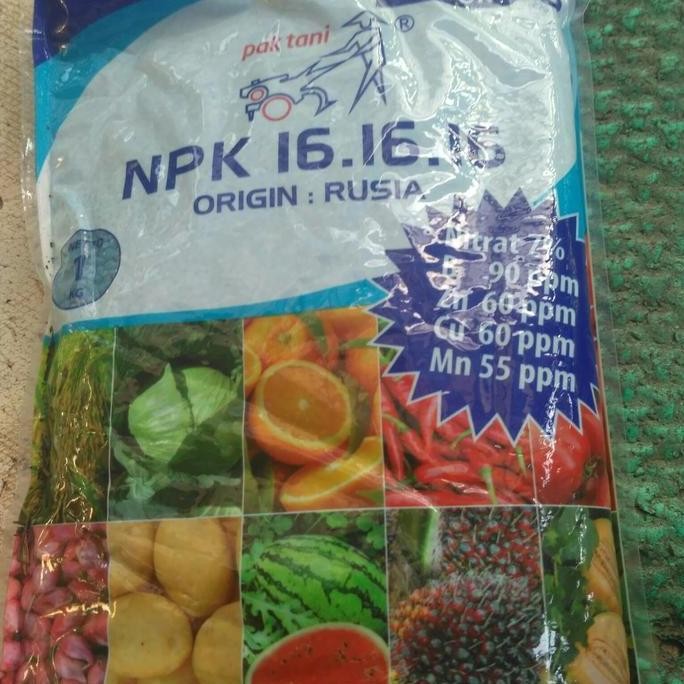 pak tani
®
NPK 16.16.16
ORIGIN : RUSIA
NETTO
1
KG
Nitrat 7%
B 90 ppm
Zn 60 ppm
Cu 60 ppm
Mn 55 ppm